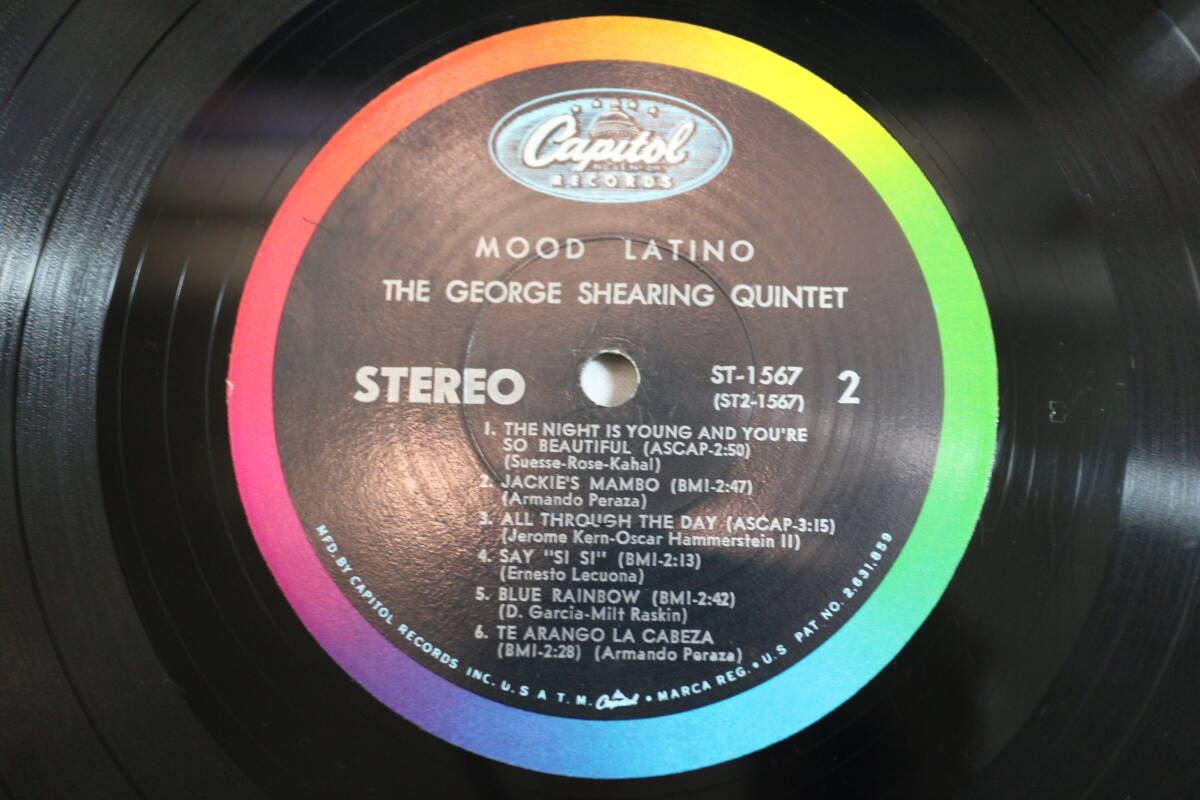 Capitol
RECORDS
MOOD LATINO
THE GEORGE SHEARING QUINTET
STEREO
ST-1567
(ST2-1567)
2
1. THE NIGHT IS YOUNG AND YOU'RE
SO BEAUTIFUL (ASCAP-2:50)
(Suesse-Rose-Kahal)
2. JACKIE'S MAMBO (BMI-2:47)
(Armando Peraza)
3. ALL THROUGH THE DAY (ASCAP-3:15)
(Jerome Kern-Oscar Hammerstein II)
4. SAY "SI SI" (BMI-2:13)
(Ernesto Lecuona)
5. BLUE RAINBOW (BMI-2:42)
(D. Garcia-Milt Raskin)
6. TE ARANGO LA CABEZA
(BMI-2:28) (Armando Peraza)
MFD. BY CAPITOL RECORDS INC. U. S. A. T. M. Capitol • MARCA REG. • U.S. PAT NO. 2,631,859